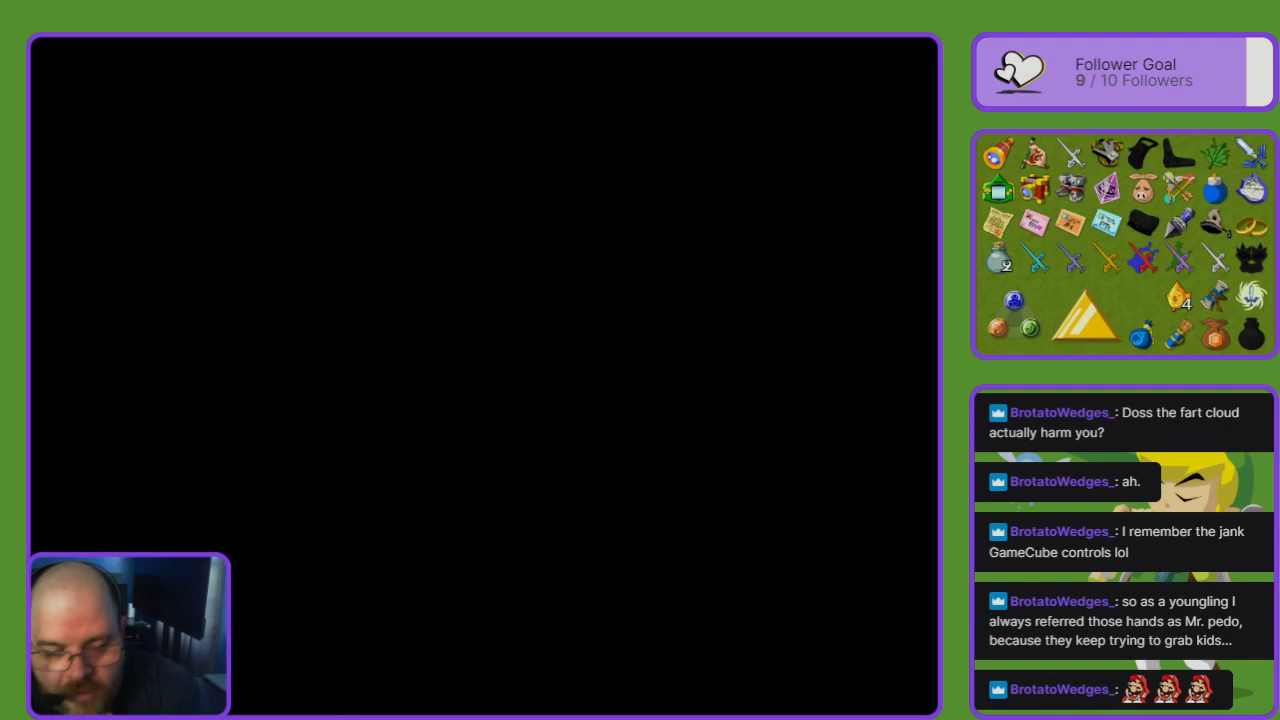 Follower Goal
9 / 10 Followers
2
4
BrotatoWedges_: Doss the fart cloud
actually harm you?
BrotatoWedges_: ah.
BrotatoWedges_: I remember the jank
GameCube controls lol
BrotatoWedges_: so as a youngling I
always referred those hands as Mr. pedo,
because they keep trying to grab kids...
BrotatoWedges_: